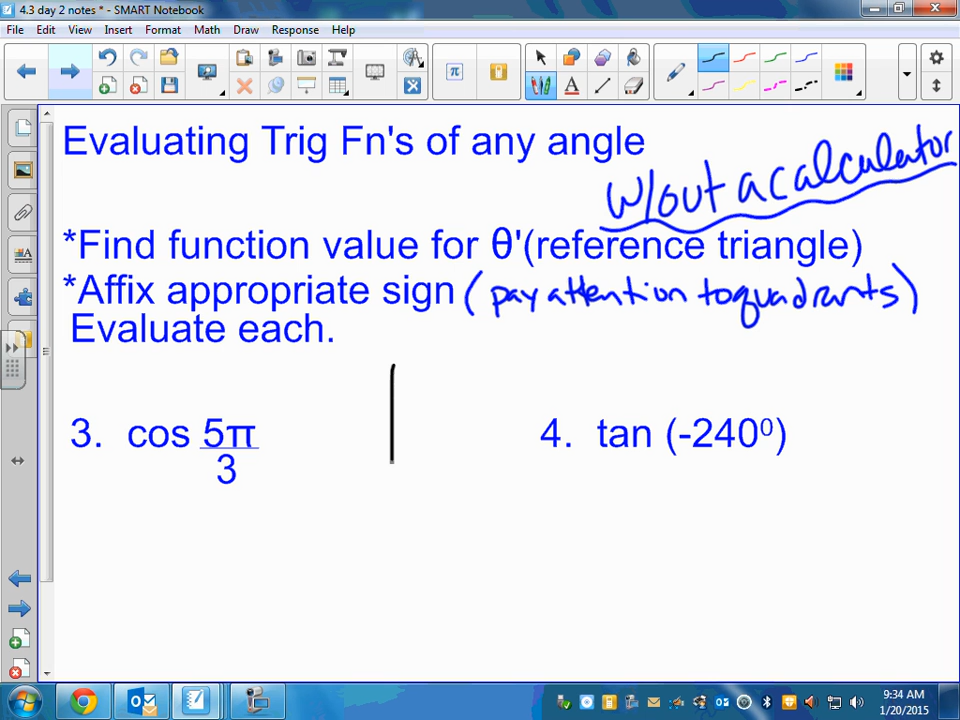 4.3 day 2 notes * - SMART Notebook
File Edit View Insert Format Math Draw Response Help
Evaluating Trig Fn's of any angle
w/out a calculator
*Find function value for θ'(reference triangle)
*Affix appropriate sign (pay attention to quadrants)
Evaluate each.
3. cos 5π
3
4. tan (-240⁰)
9:34 AM
1/20/2015